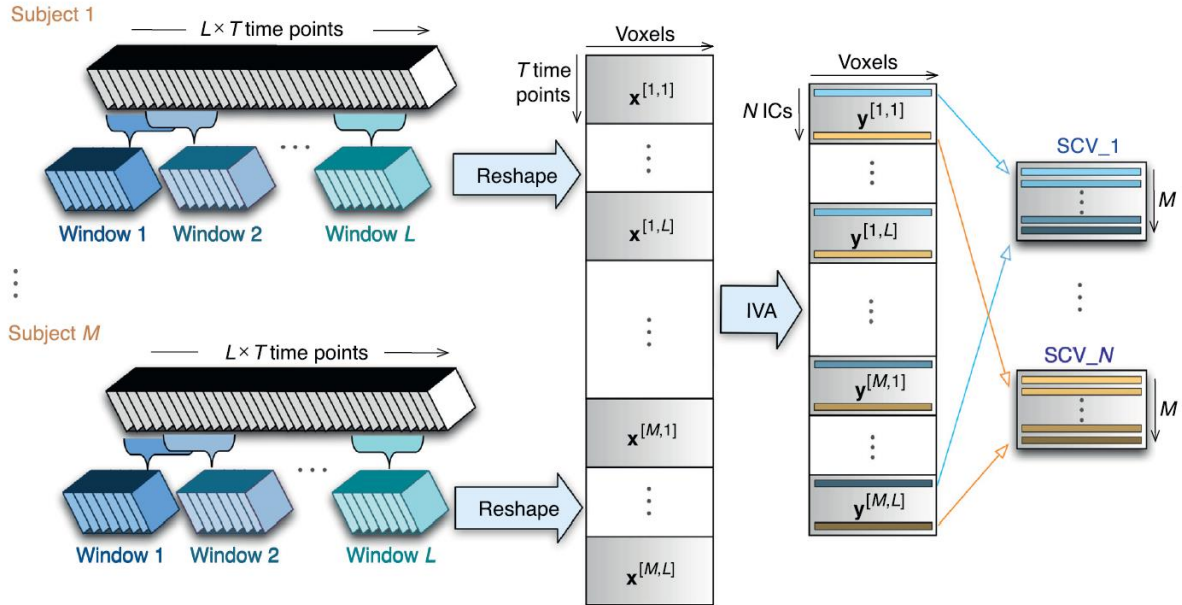 Subject 1
L × T time points
Window 1
Window 2
Window L
Reshape
Subject M
L × T time points
Window 1
Window 2
Window L
Reshape
Voxels
T time
points
x[1,1]
x[1,L]
x[M,1]
x[M,L]
IVA
Voxels
N ICs
y[1,1]
y[1,L]
y[M,1]
y[M,L]
SCV_1
M
SCV_N
M